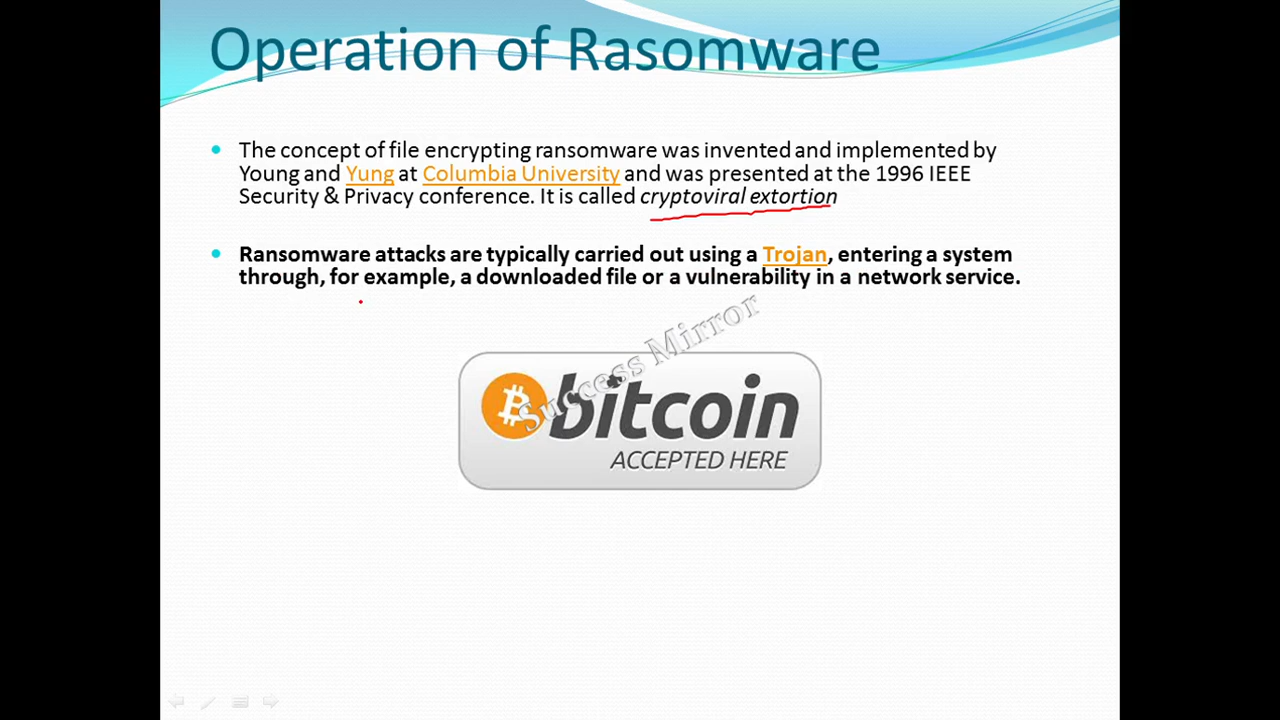 Operation of Rasomware
The concept of file encrypting ransomware was invented and implemented by
Young and Yung at Columbia University and was presented at the 1996 IEEE
Security & Privacy conference. It is called cryptoviral extortion
Ransomware attacks are typically carried out using a Trojan, entering a system
through, for example, a downloaded file or a vulnerability in a network service.
Success Mirror
bitcoin
ACCEPTED HERE